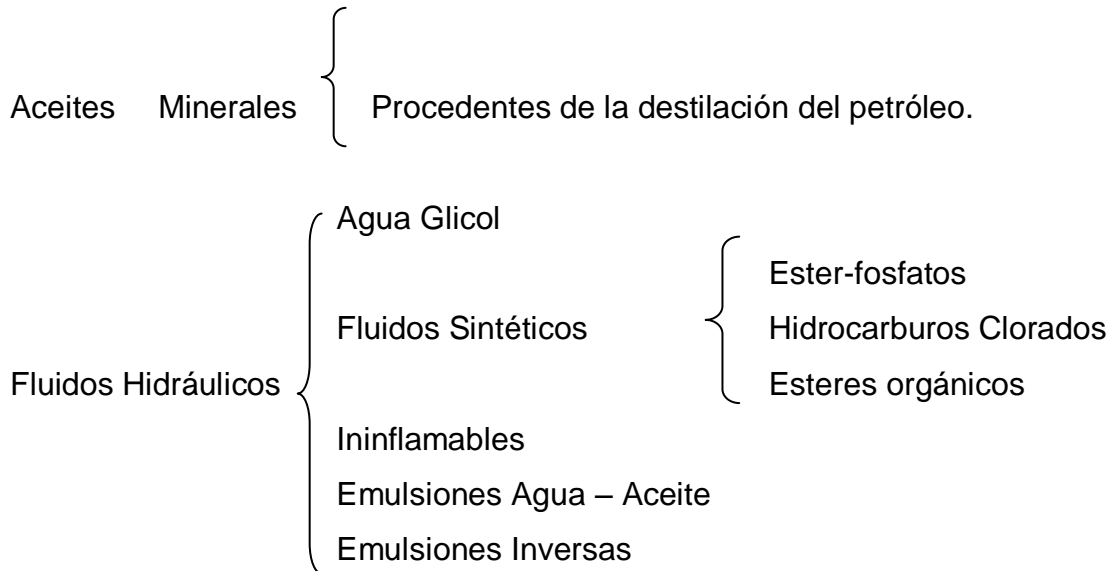 Aceites Minerales Procedentes de la destilación del petróleo.
Agua Glicol
Ester-fosfatos
Fluidos Sintéticos Hidrocarburos Clorados
Fluidos Hidráulicos Esteres orgánicos
Ininflamables
Emulsiones Agua – Aceite
Emulsiones Inversas